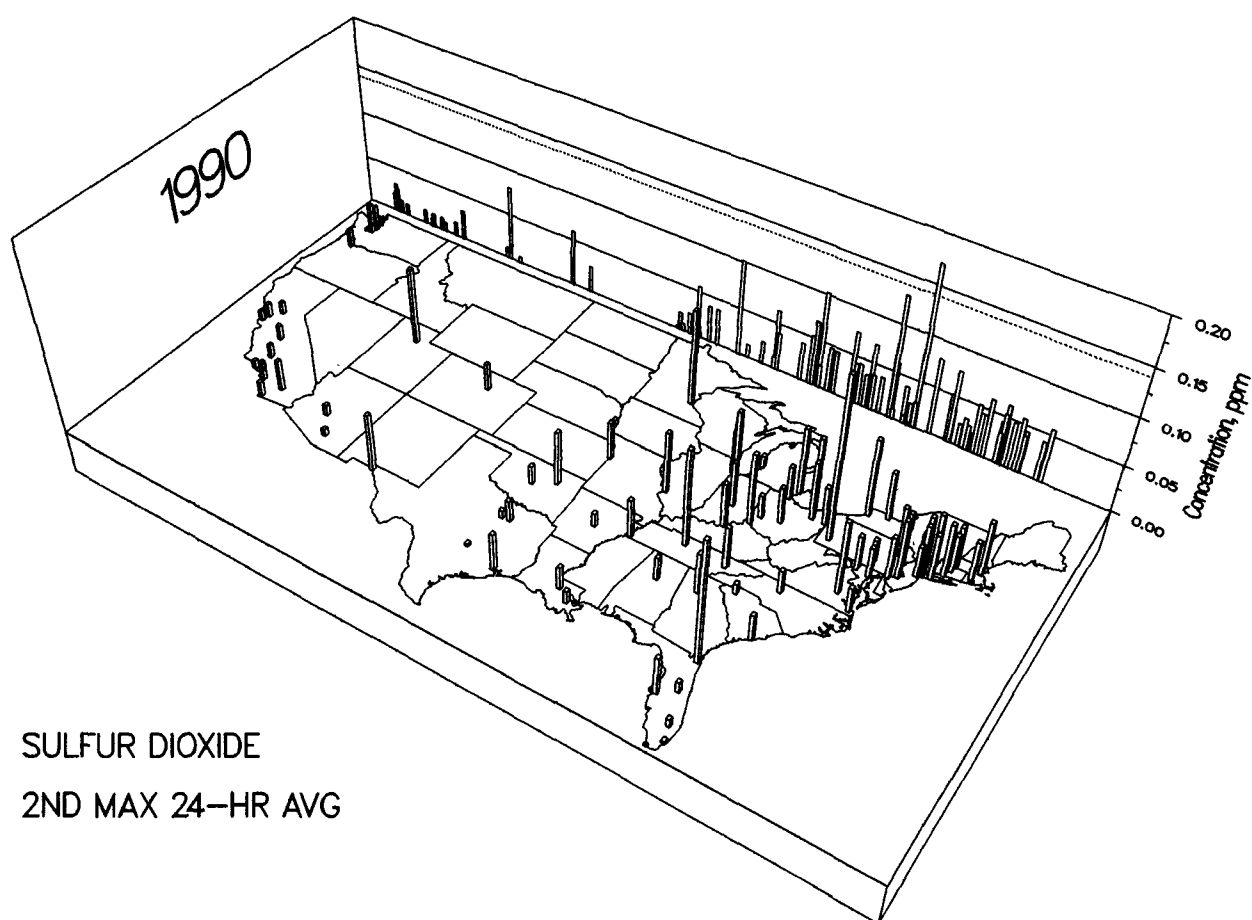 1990
0.20
0.15
0.10
0.05
0.00
Concentration, ppm
SULFUR DIOXIDE
2ND MAX 24-HR AVG